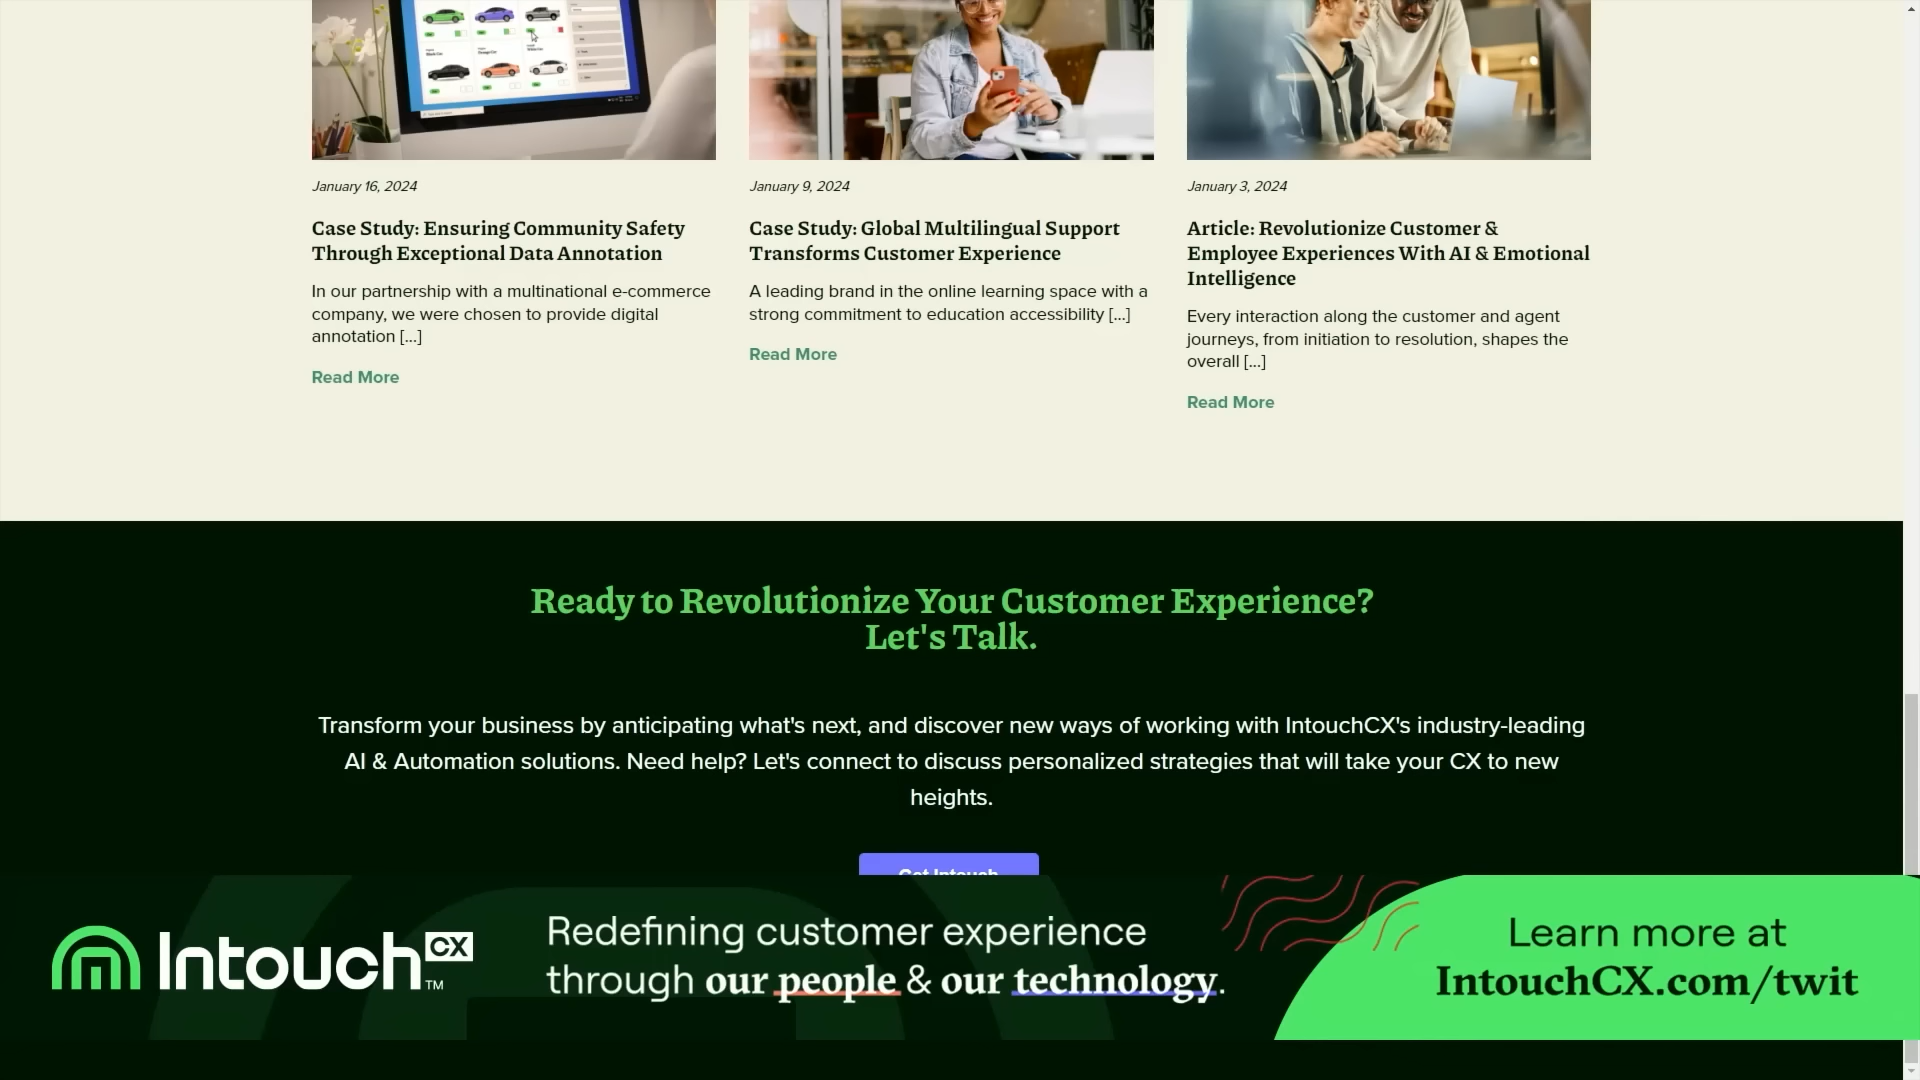 January 16, 2024
Case Study: Ensuring Community Safety
Through Exceptional Data Annotation
In our partnership with a multinational e-commerce
company, we were chosen to provide digital
annotation [...]
Read More
January 9, 2024
Case Study: Global Multilingual Support
Transforms Customer Experience
A leading brand in the online learning space with a
strong commitment to education accessibility [...]
Read More
January 3, 2024
Article: Revolutionize Customer &
Employee Experiences With AI & Emotional
Intelligence
Every interaction along the customer and agent
journeys, from initiation to resolution, shapes the
overall [...]
Read More
Ready to Revolutionize Your Customer Experience?
Let's Talk.
Transform your business by anticipating what's next, and discover new ways of working with IntouchCX's industry-leading
AI & Automation solutions. Need help? Let's connect to discuss personalized strategies that will take your CX to new
heights.
Get Intouch
Intouch CX ™
Redefining customer experience
through our people & our technology.
Learn more at
IntouchCX.com/twit